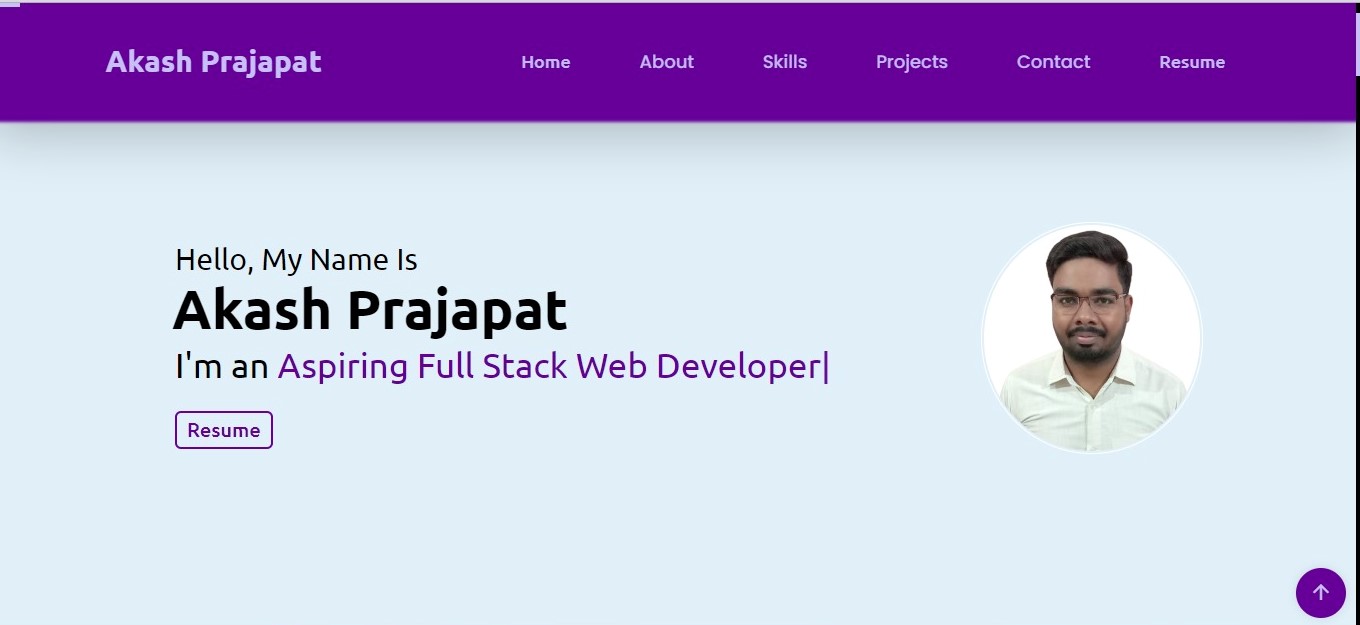 Akash Prajapat
Home About Skills Projects Contact Resume
Hello, My Name Is
Akash Prajapat
I'm an Aspiring Full Stack Web Developer|
Resume